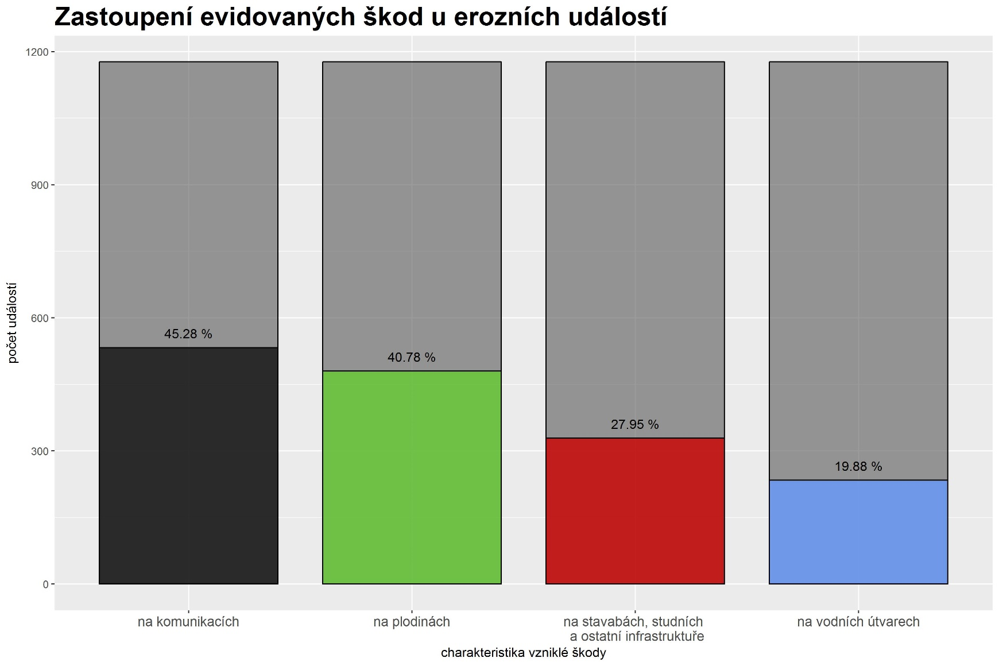 Zastoupení evidovaných škod u erozních událostí
1200
900
600
300
0
počet událostí
45.28 %
40.78 %
27.95 %
19.88 %
na komunikacích
na plodinách
na stavabách, studních
a ostatní infrastruktuře
na vodních útvarech
charakteristika vzniklé škody